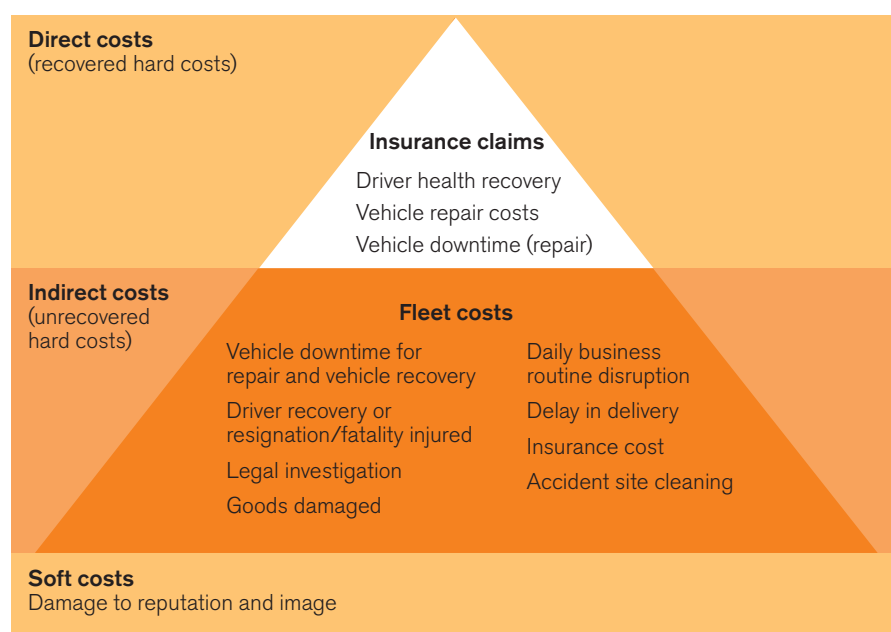 Direct costs
(recovered hard costs)
Insurance claims
Driver health recovery
Vehicle repair costs
Vehicle downtime (repair)
Indirect costs
(unrecovered
hard costs)
Fleet costs
Vehicle downtime for
repair and vehicle recovery
Driver recovery or
resignation/fatality injured
Legal investigation
Goods damaged
Daily business
routine disruption
Delay in delivery
Insurance cost
Accident site cleaning
Soft costs
Damage to reputation and image